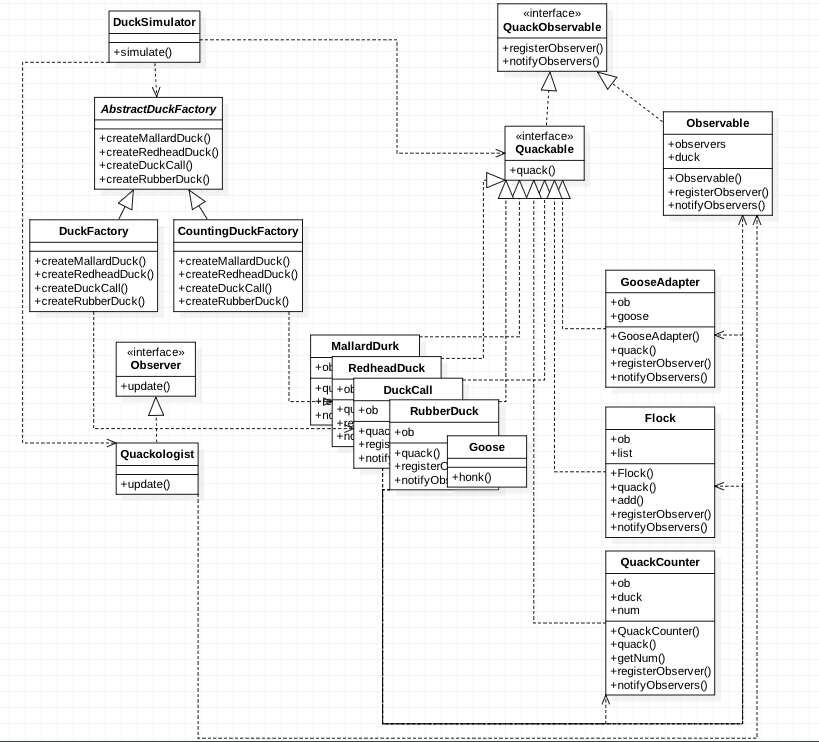 DuckSimulator
+simulate()
«interface»
QuackObservable
+registerObserver()
+notifyObservers()
AbstractDuckFactory
+createMallardDuck()
+createRedheadDuck()
+createDuckCall()
+createRubberDuck()
«interface»
Quackable
+quack()
Observable
+observers
+duck
+Observable()
+registerObserver()
+notifyObservers()
DuckFactory
+createMallardDuck()
+createRedheadDuck()
+createDuckCall()
+createRubberDuck()
CountingDuckFactory
+createMallardDuck()
+createRedheadDuck()
+createDuckCall()
+createRubberDuck()
GooseAdapter
+ob
+goose
+GooseAdapter()
+quack()
+registerObserver()
+notifyObservers()
«interface»
Observer
+update()
MallardDurk
+ob
+qu
+re
+no
RedheadDuck
+ob
+qu
+re
+no
DuckCall
+ob
+quac
+regis
+notify
RubberDuck
+ob
+quack()
+registerO
+notifyObs
Goose
+honk()
Flock
+ob
+list
+Flock()
+quack()
+add()
+registerObserver()
+notifyObservers()
Quackologist
+update()
QuackCounter
+ob
+duck
+num
+QuackCounter()
+quack()
+getNum()
+registerObserver()
+notifyObservers()